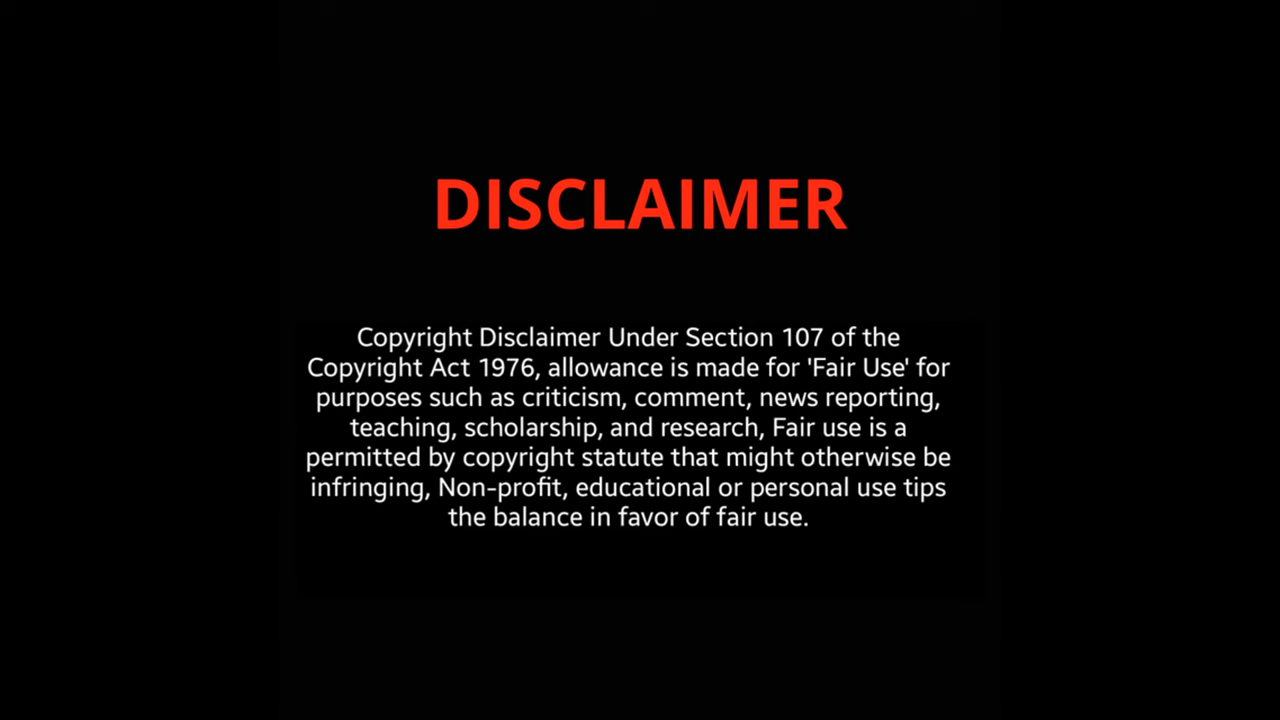 DISCLAIMER
Copyright Disclaimer Under Section 107 of the
Copyright Act 1976, allowance is made for 'Fair Use' for
purposes such as criticism, comment, news reporting,
teaching, scholarship, and research, Fair use is a
permitted by copyright statute that might otherwise be
infringing, Non-profit, educational or personal use tips
the balance in favor of fair use.